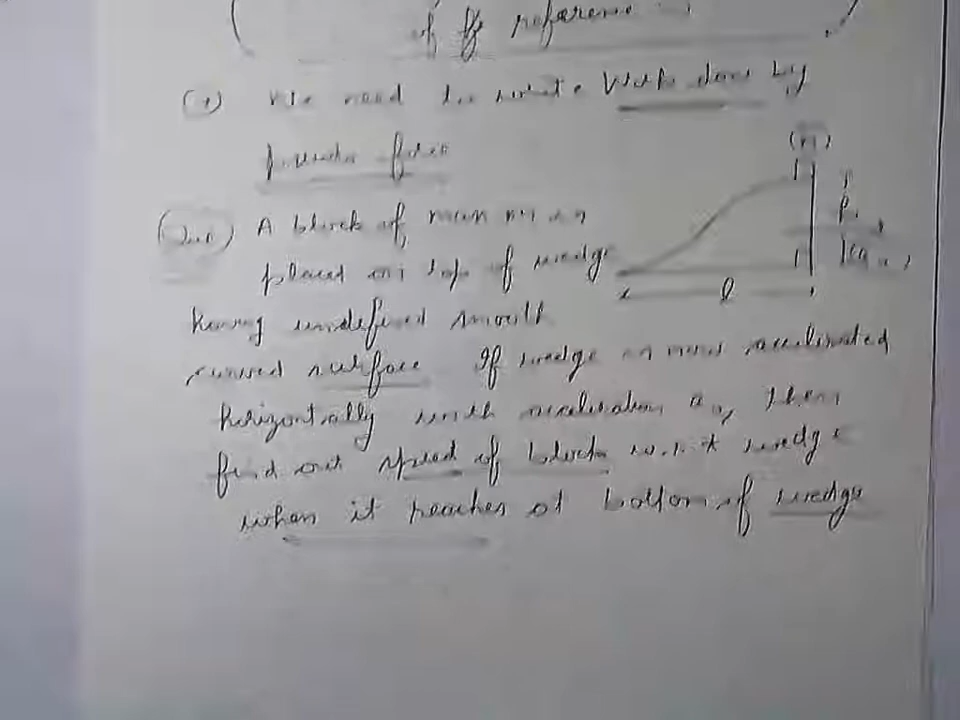 of reference
(1) We need to write Work done by
pseudo force
(Que) A block of mass m is
placed on top of wedge
having undefined smooth
l
curved surface If wedge is now accelerated
horizontally with acceleration a0, then
find out speed of block w.r.t wedge
when it reaches at bottom of wedge